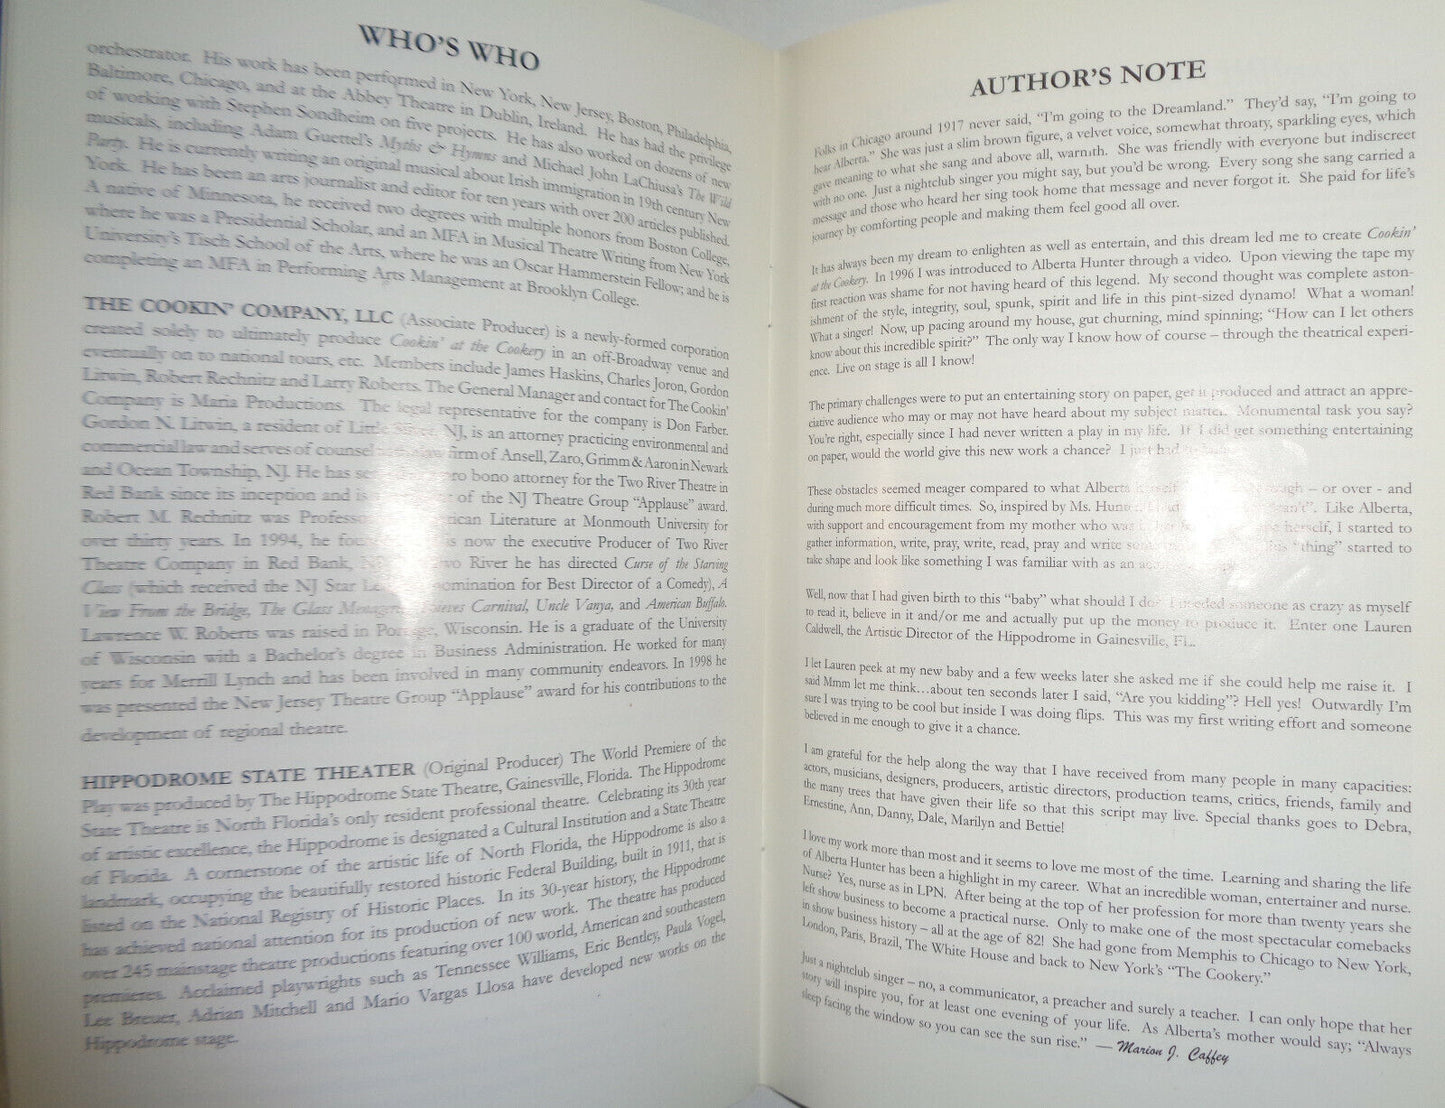 WHO'S WHO
orchestrator. His work has been performed in New York, New Jersey, Boston, Philadelphia,
Baltimore, Chicago, and at the Abbey Theatre in Dublin, Ireland. He has had the privilege
of working with Stephen Sondheim on five projects. He has also worked on dozens of new
musicals, including Adam Guettel's Myths & Hymns and Michael John LaChiusa's The Wild
Party. He is currently writing an original musical about Irish immigration in 19th century New
York. He has been an arts journalist and editor for ten years with over 200 articles published.
A native of Minnesota, he received two degrees with multiple honors from Boston College,
where he was a Presidential Scholar, and an MFA in Musical Theatre Writing from New York
University's Tisch School of the Arts, where he was an Oscar Hammerstein Fellow; and he is
completing an MFA in Performing Arts Management at Brooklyn College.
THE COOKIN' COMPANY, LLC (Associate Producer) is a newly-formed corporation
created solely to ultimately produce Cookin' at the Cookery in an off-Broadway venue and
eventually on to national tours, etc. Members include James Haskins, Charles Joron, Gordon
Litwin, Robert Rechnitz and Larry Roberts. The General Manager and contact for The Cookin'
Company is Maria Productions. The legal representative for the company is Don Farber.
Gordon N. Litwin, a resident of Little Silver, NJ, is an attorney practicing environmental and
commercial law and serves of counsel law firm of Ansell, Zaro, Grimm & Aaron in Newark
and Ocean Township, NJ. He has pro bono attorney for the Two River Theatre in
Red Bank since its inception and is of the NJ Theatre Group "Applause" award.
Robert M. Rechnitz was Professor American Literature at Monmouth University for
over thirty years. In 1994, he is now the executive Producer of Two River
Theatre Company in Red Bank, Two River he has directed Curse of the Starving
Class (which received the NJ Star nomination for Best Director of a Comedy), A
View From the Bridge, The Glass Menagerie, Thieves Carnival, Uncle Vanya, and American Buffalo.
Lawrence W. Roberts was raised in Portage, Wisconsin. He is a graduate of the University
of Wisconsin with a Bachelor's degree in Business Administration. He worked for many
years for Merrill Lynch and has been involved in many community endeavors. In 1998 he
was presented the New Jersey Theatre Group "Applause" award for his contributions to the
development of regional theatre.
HIPPODROME STATE THEATER (Original Producer) The World Premiere of the
Play was produced by The Hippodrome State Theatre, Gainesville, Florida. The Hippodrome
State Theatre is North Florida's only resident professional theatre. Celebrating its 30th year
of artistic excellence, the Hippodrome is designated a Cultural Institution and a State Theatre
of Florida. A cornerstone of the artistic life of North Florida, the Hippodrome is also a
landmark, occupying the beautifully restored historic Federal Building, built in 1911, that is
listed on the National Registry of Historic Places. In its 30-year history, the Hippodrome
has achieved national attention for its production of new work. The theatre has produced
over 245 mainstage theatre productions featuring over 100 world, American and southeastern
premieres. Acclaimed playwrights such as Tennessee Williams, Eric Bentley, Paula Vogel,
Lee Breuer, Adrian Mitchell and Mario Vargas Llosa have developed new works on the
Hippodrome stage.
AUTHOR'S NOTE
Folks in Chicago around 1917 never said, "I'm going to the Dreamland." They'd say, "I'm going to
hear Alberta." She was just a slim brown figure, a velvet voice, somewhat throaty, sparkling eyes, which
gave meaning to what she sang and above all, warmth. She was friendly with everyone but indiscreet
with no one. Just a nightclub singer you might say, but you'd be wrong. Every song she sang carried a
message and those who heard her sing took home that message and never forgot it. She paid for life's
journey by comforting people and making them feel good all over.
It has always been my dream to enlighten as well as entertain, and this dream led me to create Cookin'
at the Cookery. In 1996 I was introduced to Alberta Hunter through a video. Upon viewing the tape my
first reaction was shame for not having heard of this legend. My second thought was complete aston-
ishment of the style, integrity, soul, spunk, spirit and life in this pint-sized dynamo! What a woman!
What a singer! Now, up pacing around my house, gut churning, mind spinning; "How can I let others
know about this incredible spirit?" The only way I know how of course – through the theatrical experi-
ence. Live on stage is all I know!
The primary challenges were to put an entertaining story on paper, get it produced and attract an appre-
ciative audience who may or may not have heard about my subject matter. Monumental task you say?
You're right, especially since I had never written a play in my life. If I did get something entertaining
on paper, would the world give this new work a chance? I just had to
These obstacles seemed meager compared to what Alberta herself through – or over - and
during much more difficult times. So, inspired by Ms. Hunter, I "can't". Like Alberta,
with support and encouragement from my mother who was herself, I started to
gather information, write, pray, write, read, pray and write "thing" started to
take shape and look like something I was familiar with as an
Well, now that I had given birth to this "baby" what should I do? I needed someone as crazy as myself
to read it, believe in it and/or me and actually put up the money to produce it. Enter one Lauren
Caldwell, the Artistic Director of the Hippodrome in Gainesville, FL.
I let Lauren peek at my new baby and a few weeks later she asked me if she could help me raise it. I
said Mmm let me think…about ten seconds later I said, "Are you kidding"? Hell yes! Outwardly I'm
sure I was trying to be cool but inside I was doing flips. This was my first writing effort and someone
believed in me enough to give it a chance.
I am grateful for the help along the way that I have received from many people in many capacities:
actors, musicians, designers, producers, artistic directors, production teams, critics, friends, family and
the many trees that have given their life so that this script may live. Special thanks goes to Debra,
Ernestine, Ann, Danny, Dale, Marilyn and Bettie!
I love my work more than most and it seems to love me most of the time. Learning and sharing the life
of Alberta Hunter has been a highlight in my career. What an incredible woman, entertainer and nurse.
Nurse? Yes, nurse as in LPN. After being at the top of her profession for more than twenty years she
left show business to become a practical nurse. Only to make one of the most spectacular comebacks
in show business history – all at the age of 82! She had gone from Memphis to Chicago to New York,
London, Paris, Brazil, The White House and back to New York's "The Cookery."
Just a nightclub singer – no, a communicator, a preacher and surely a teacher. I can only hope that her
story will inspire you, for at least one evening of your life. As Alberta's mother would say; "Always
sleep facing the window so you can see the sun rise." — Marion J. Caffey